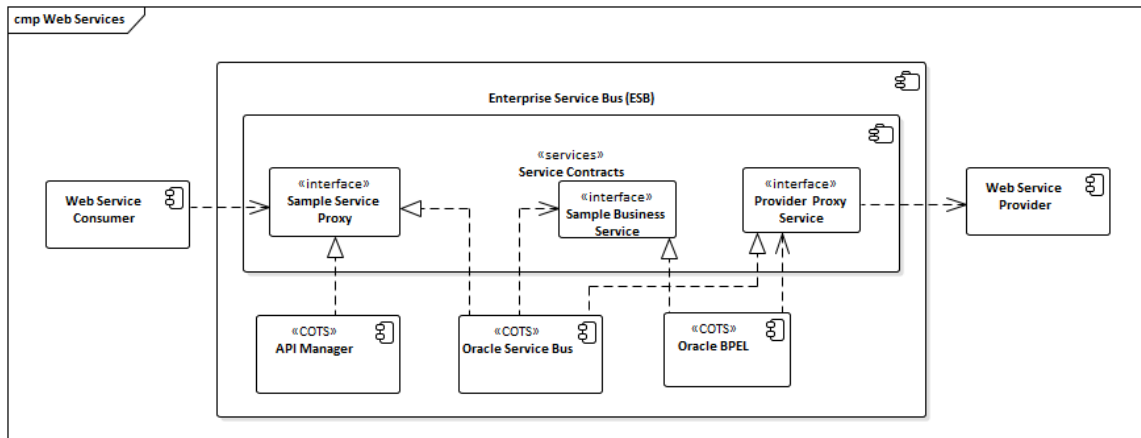 cmp Web Services
Enterprise Service Bus (ESB)
«services»
Service Contracts
Web Service
Consumer
«interface»
Sample Service
Proxy
«interface»
Sample Business
Service
«interface»
Provider Proxy
Service
Web Service
Provider
«COTS»
API Manager
«COTS»
Oracle Service Bus
«COTS»
Oracle BPEL